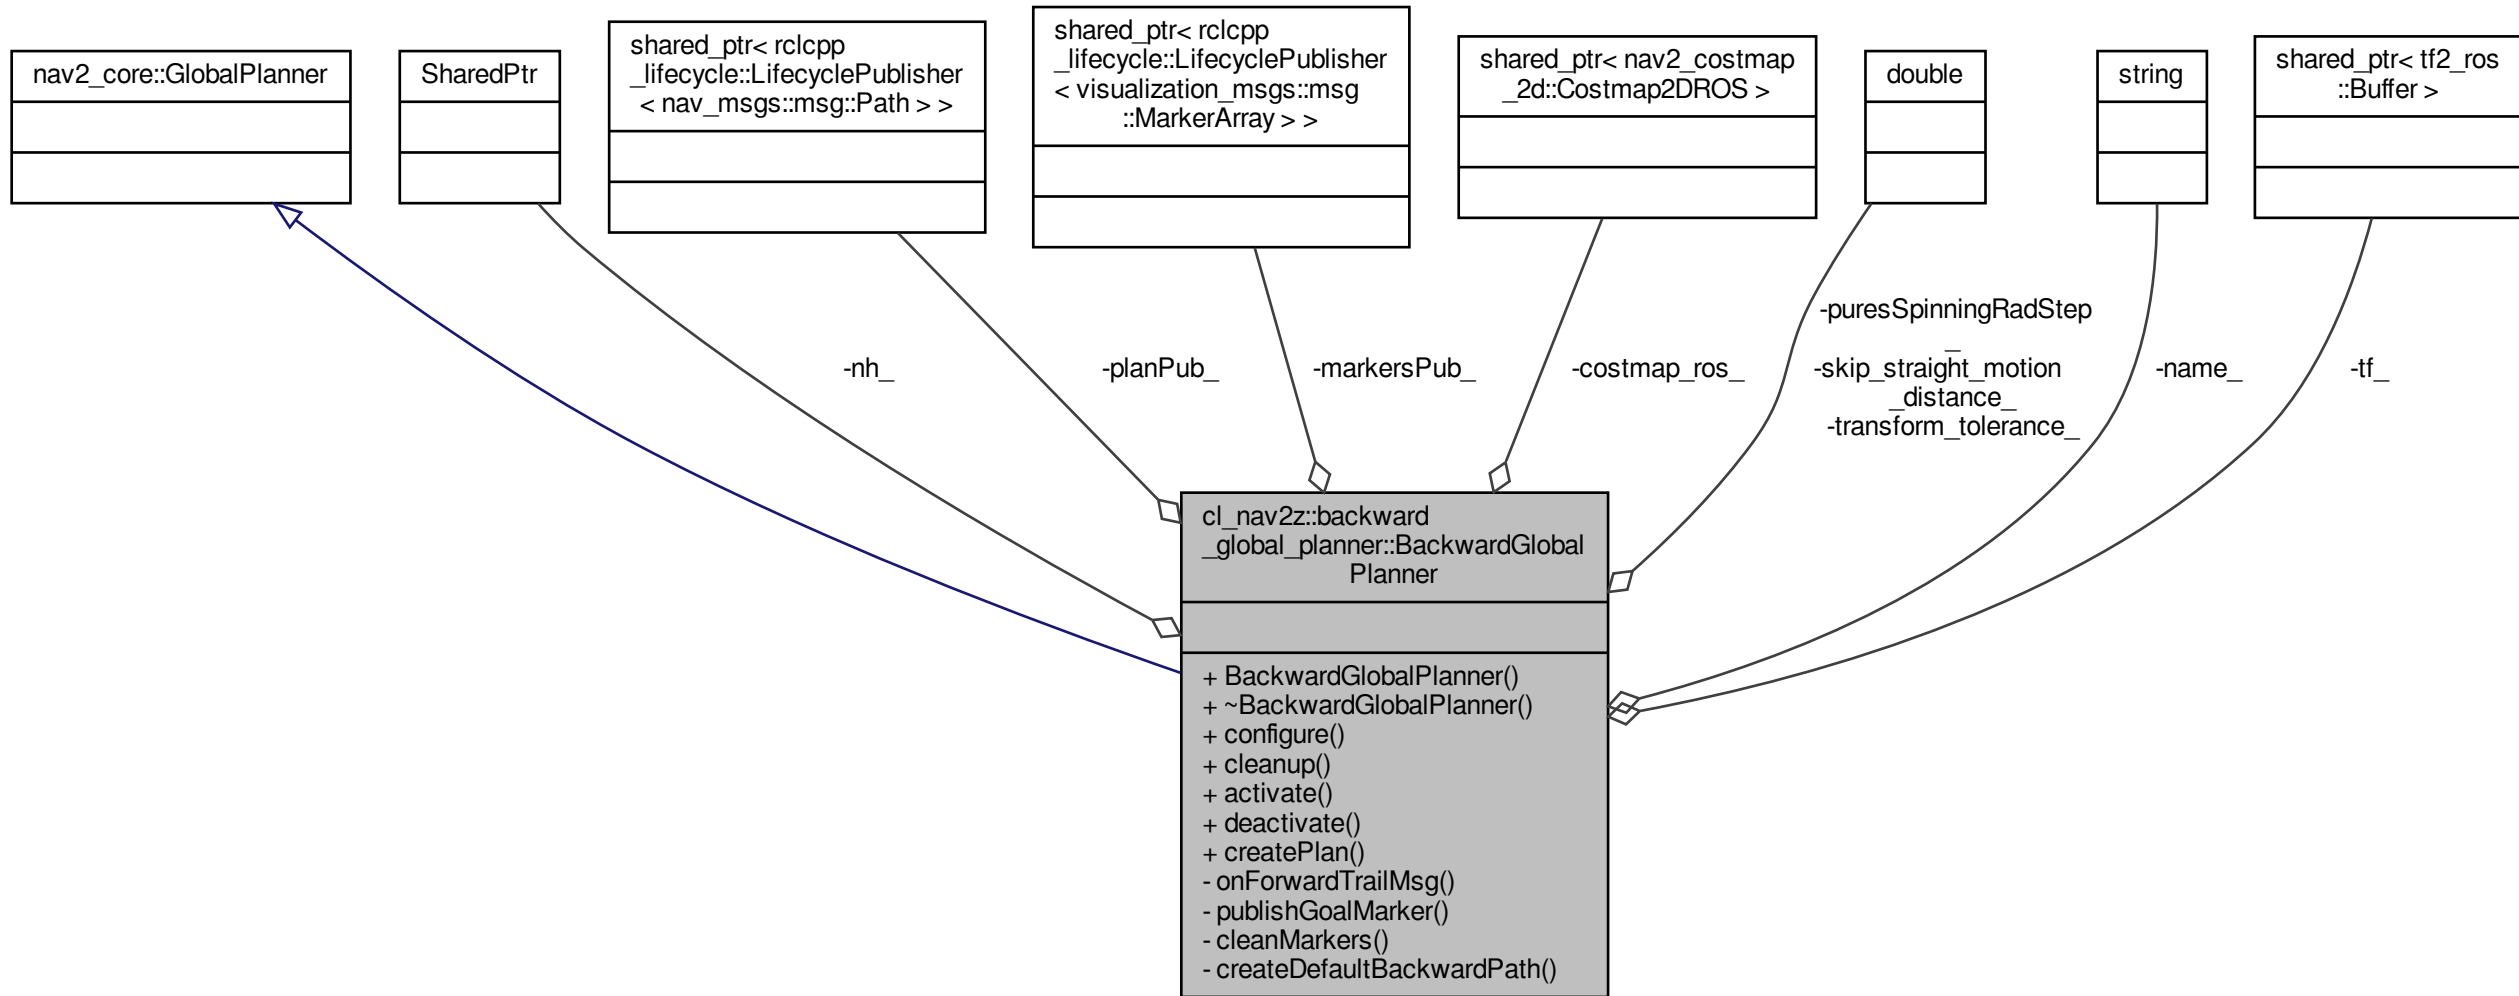 nav2_core::GlobalPlanner
SharedPtr
shared_ptr< rclcpp
_lifecycle::LifecyclePublisher
< nav_msgs::msg::Path > >
shared_ptr< rclcpp
_lifecycle::LifecyclePublisher
< visualization_msgs::msg
::MarkerArray > >
shared_ptr< nav2_costmap
_2d::Costmap2DROS >
double
string
shared_ptr< tf2_ros
::Buffer >
-nh_
-planPub_
-markersPub_
-costmap_ros_
-puresSpinningRadStep
_
-skip_straight_motion
_distance_
-transform_tolerance_
-name_
-tf_
cl_nav2z::backward
_global_planner::BackwardGlobal
Planner
+ BackwardGlobalPlanner()
+ ~BackwardGlobalPlanner()
+ configure()
+ cleanup()
+ activate()
+ deactivate()
+ createPlan()
- onForwardTrailMsg()
- publishGoalMarker()
- cleanMarkers()
- createDefaultBackwardPath()